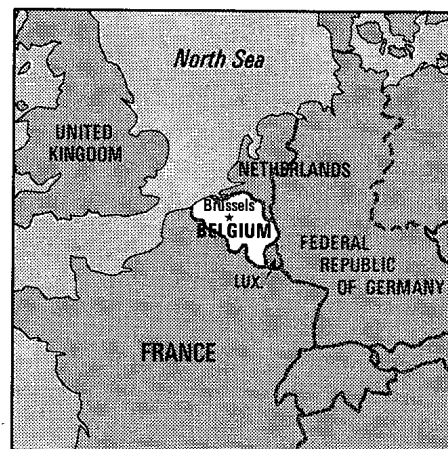 North Sea
UNITED
KINGDOM
NETHERLANDS
Brussels
BELGIUM
FEDERAL
REPUBLIC
OF GERMANY
LUX.
FRANCE